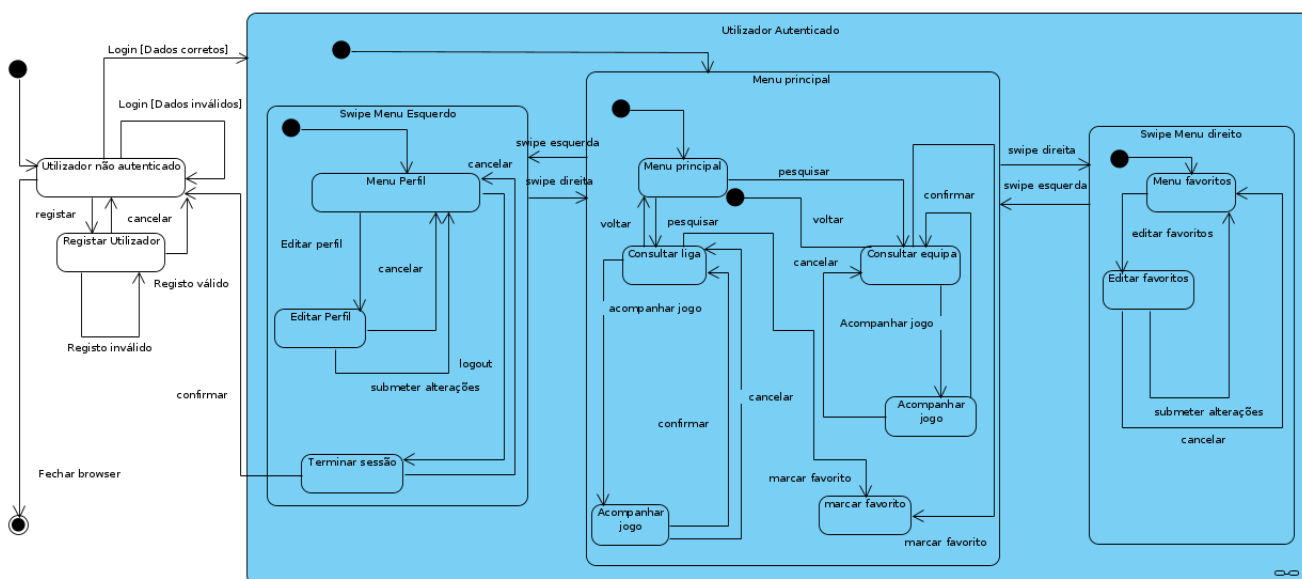 Utilizador Autenticado
Login [Dados corretos]
Menu principal
Login [Dados inválidos]
Swipe Menu Esquerdo
Swipe Menu direito
swipe esquerda
swipe direita
Utilizador não autenticado
cancelar
Menu principal
pesquisar
confirmar
Menu Perfil
swipe direita
swipe esquerda
Menu favoritos
registar
cancelar
voltar
pesquisar
voltar
editar favoritos
Registar Utilizador
Editar perfil
cancelar
Consultar liga
cancelar
Consultar equipa
Registo válido
Editar favoritos
acompanhar jogo
Editar Perfil
Acompanhar jogo
Registo inválido
logout
submeter alterações
confirmar
cancelar
Acompanhar
jogo
submeter alterações
confirmar
cancelar
Fechar browser
Terminar sessão
marcar favorito
marcar favorito
Acompanhar
jogo
marcar favorito